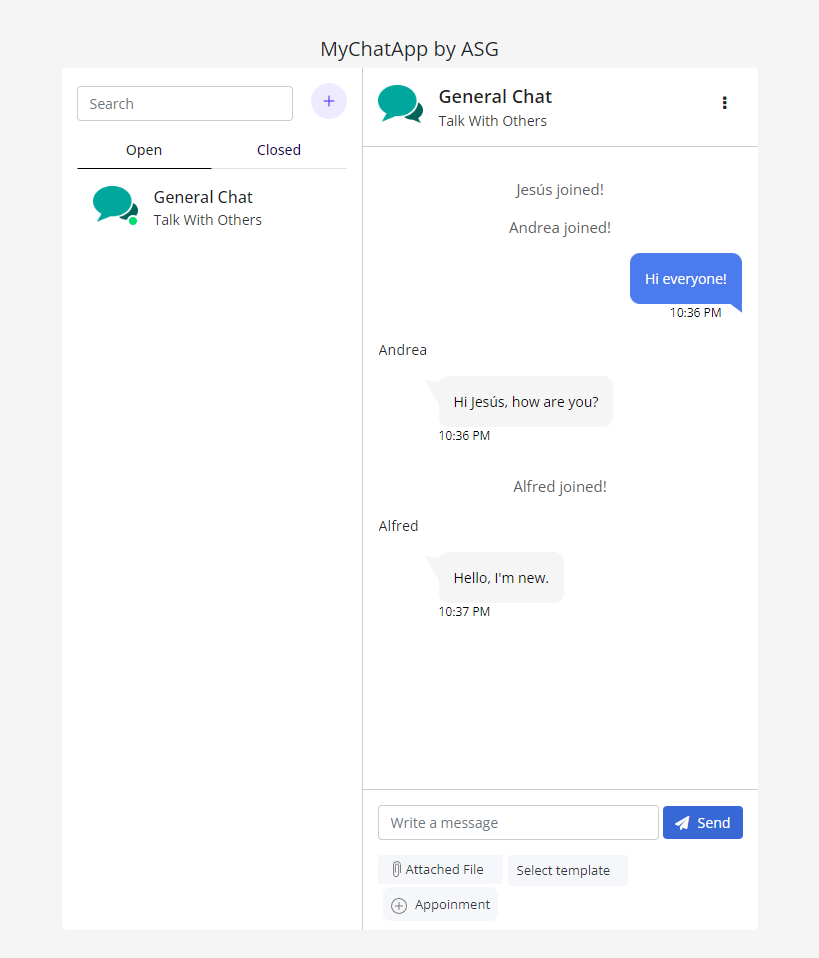 MyChatApp by ASG
Search
+
Open Closed
General Chat
Talk With Others
General Chat
Talk With Others
Jesús joined!
Andrea joined!
Hi everyone!
10:36 PM
Andrea
Hi Jesús, how are you?
10:36 PM
Alfred joined!
Alfred
Hello, I'm new.
10:37 PM
Write a message
Send
Attached File
Select template
Appoinment